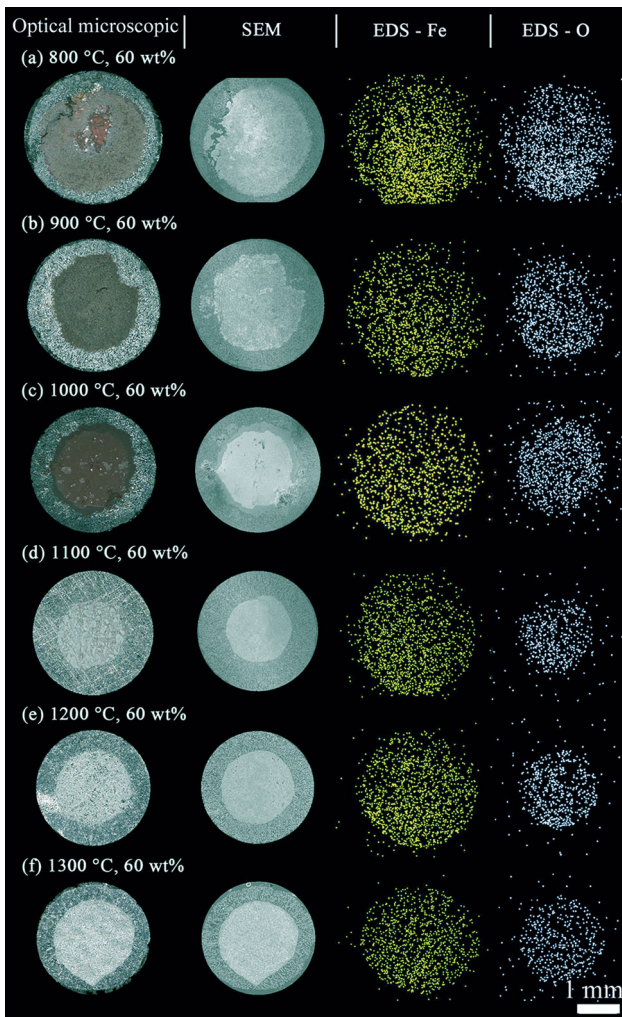 Optical microscopic SEM EDS - Fe EDS - O
(a) 800 °C, 60 wt%
(b) 900 °C, 60 wt%
(c) 1000 °C, 60 wt%
(d) 1100 °C, 60 wt%
(e) 1200 °C, 60 wt%
(f) 1300 °C, 60 wt%
1 mm